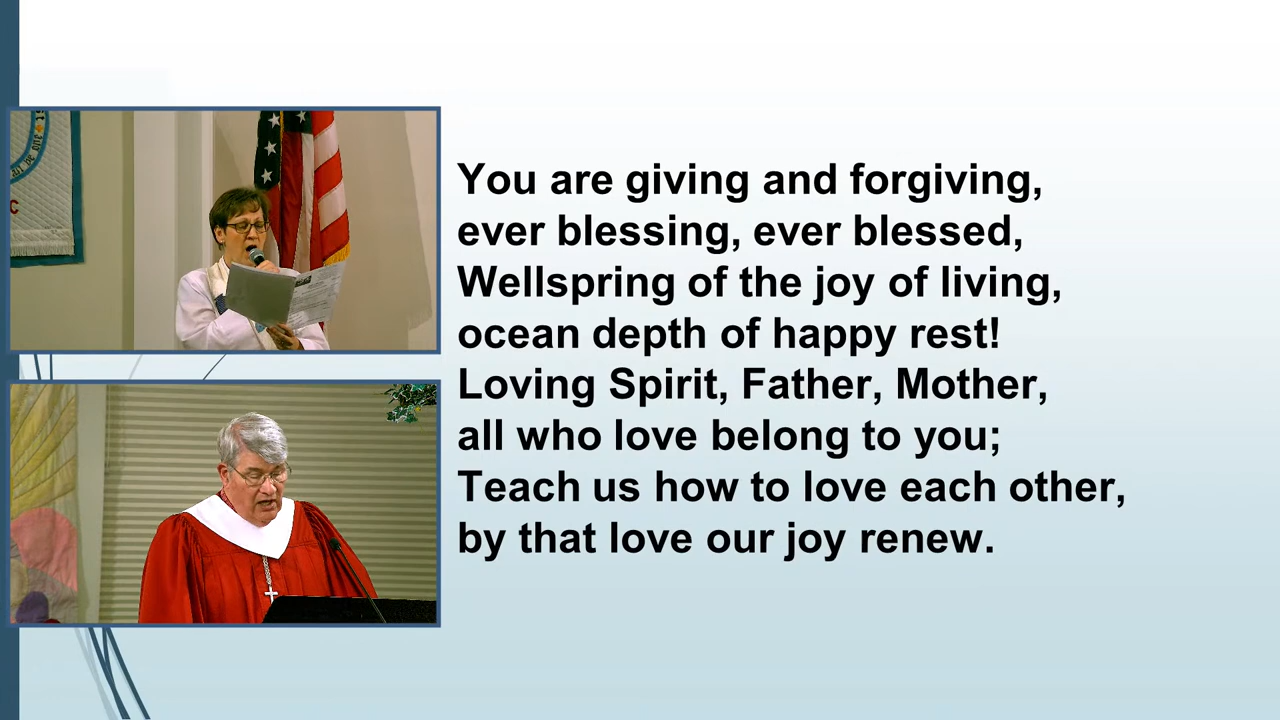 You are giving and forgiving,
ever blessing, ever blessed,
Wellspring of the joy of living,
ocean depth of happy rest!
Loving Spirit, Father, Mother,
all who love belong to you;
Teach us how to love each other,
by that love our joy renew.